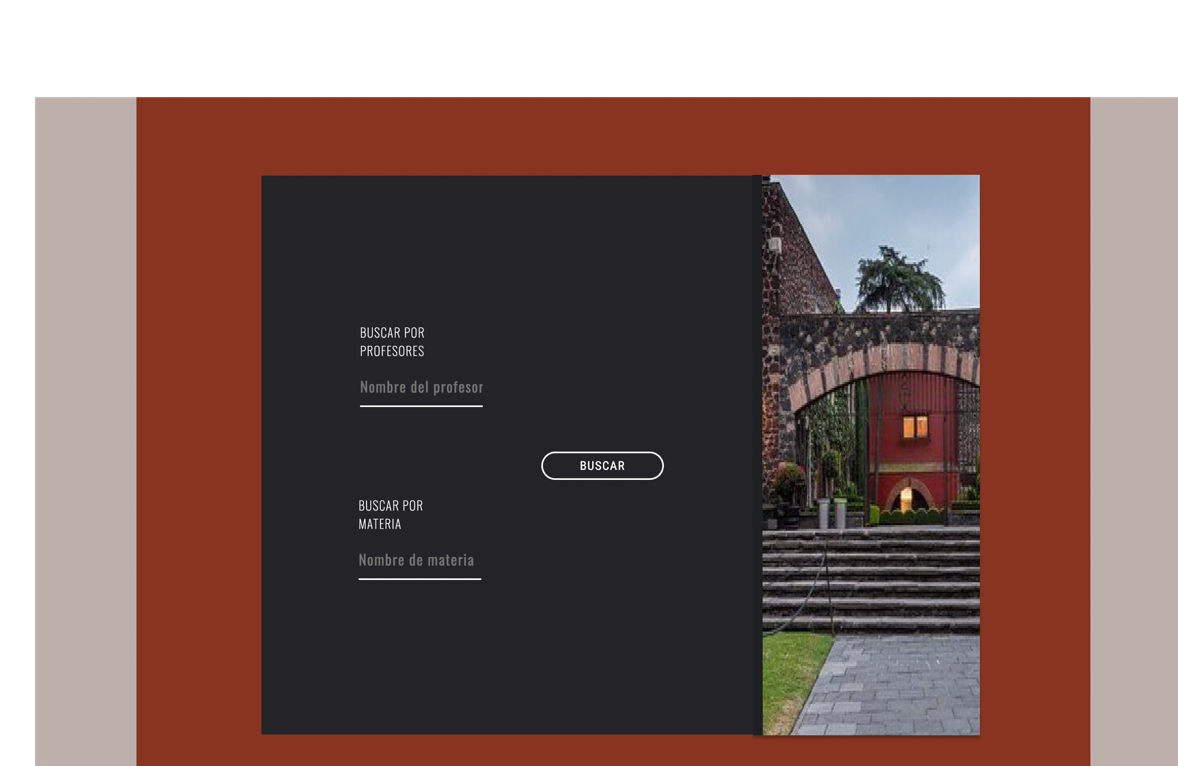 BUSCAR POR
PROFESORES
Nombre del profesor
BUSCAR
BUSCAR POR
MATERIA
Nombre de materia